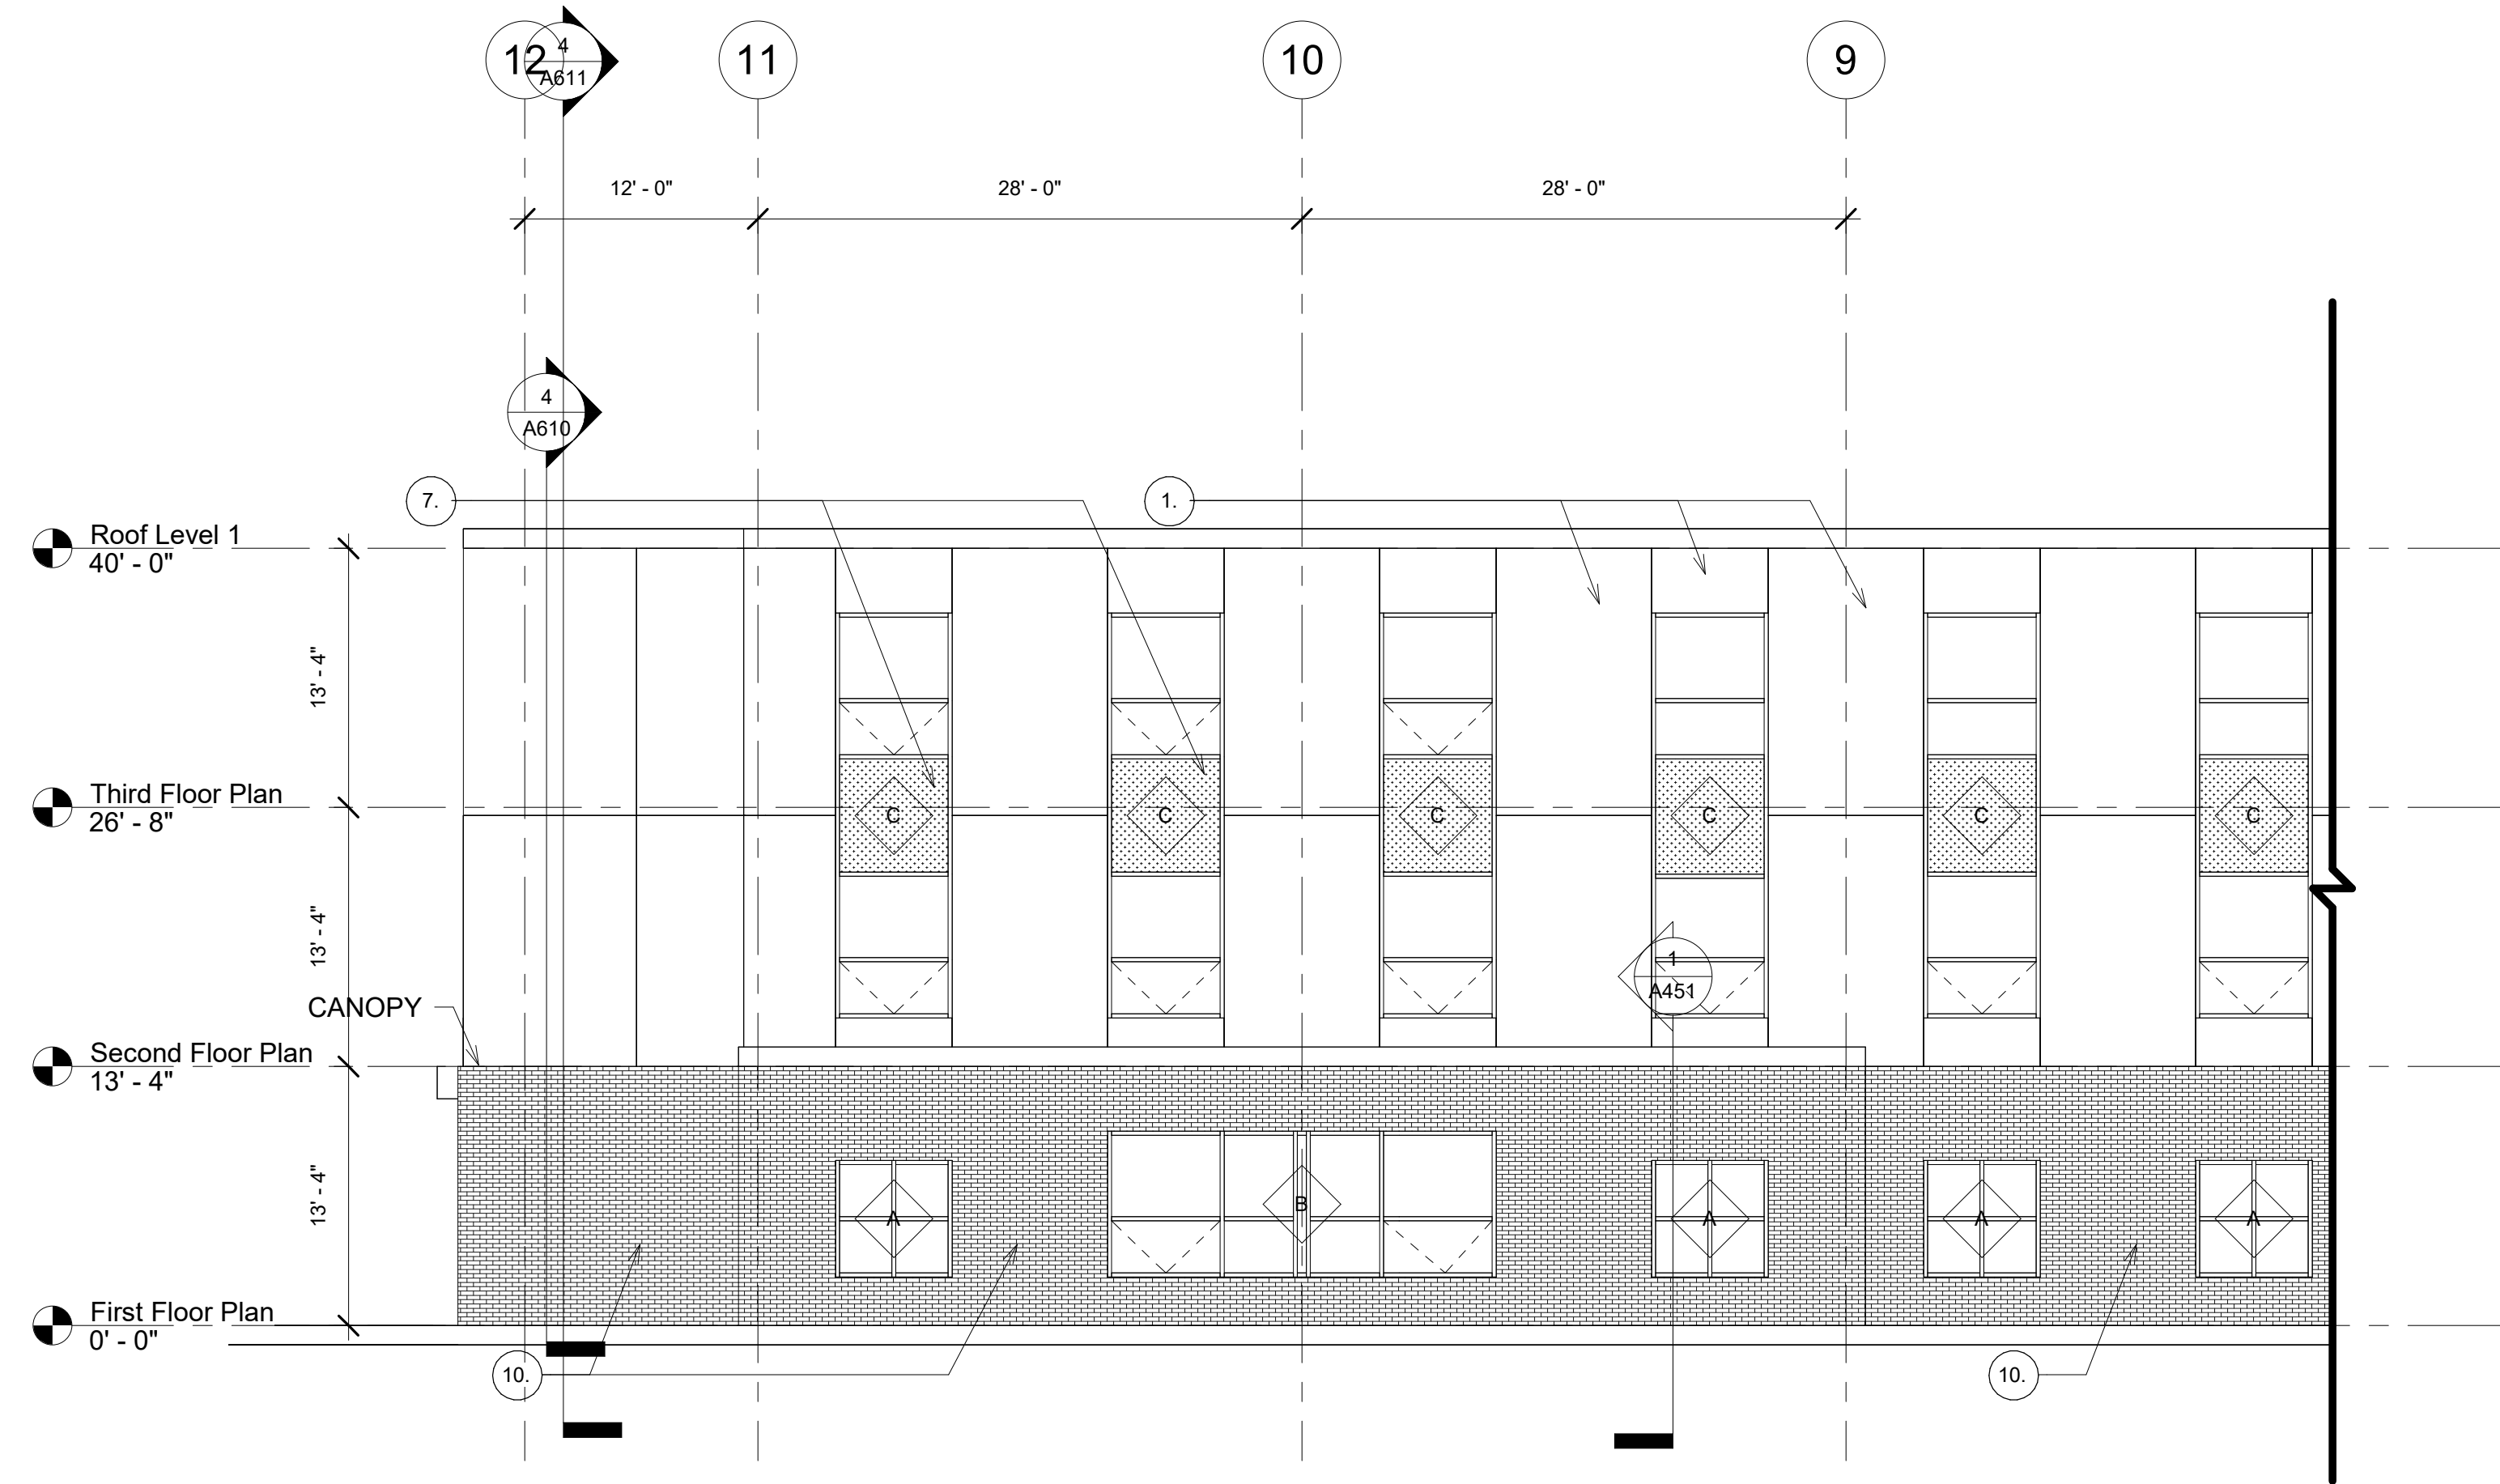 12
4
A611
11
10
9
12' - 0"
28' - 0"
28' - 0"
4
A610
7.
1.
Roof Level 1
40' - 0"
13' - 4"
Third Floor Plan
26' - 8"
C
C
C
C
C
C
13' - 4"
1
A451
CANOPY
Second Floor Plan
13' - 4"
13' - 4"
A
B
A
A
A
First Floor Plan
0' - 0"
10.
10.